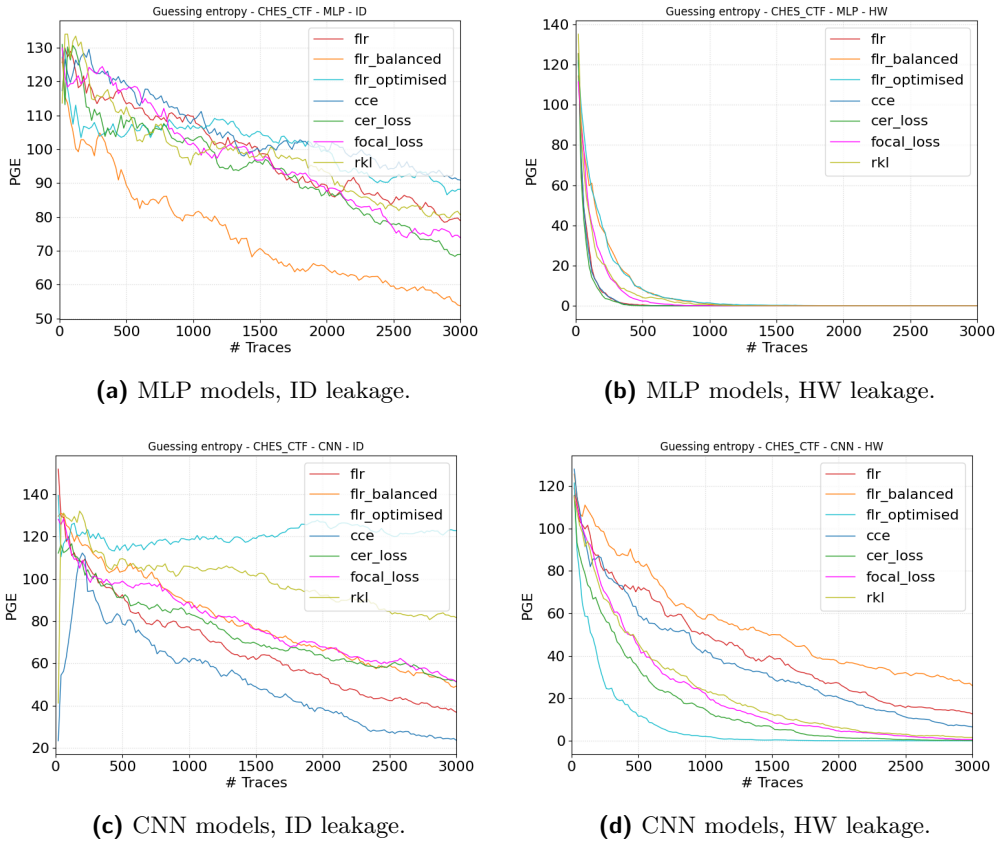 Guessing entropy - CHES_CTF - MLP - ID
130
120
110
100
90
80
70
60
50
PGE
flr
flr_balanced
flr_optimised
cce
cer_loss
focal_loss
rkl
0 500 1000 1500 2000 2500 3000
# Traces
(a) MLP models, ID leakage.
Guessing entropy - CHES_CTF - MLP - HW
140
120
100
80
60
40
20
0
PGE
flr
flr_balanced
flr_optimised
cce
cer_loss
focal_loss
rkl
0 500 1000 1500 2000 2500 3000
# Traces
(b) MLP models, HW leakage.
Guessing entropy - CHES_CTF - CNN - ID
140
120
100
80
60
40
20
PGE
flr
flr_balanced
flr_optimised
cce
cer_loss
focal_loss
rkl
0 500 1000 1500 2000 2500 3000
# Traces
(c) CNN models, ID leakage.
Guessing entropy - CHES_CTF - CNN - HW
120
100
80
60
40
20
0
PGE
flr
flr_balanced
flr_optimised
cce
cer_loss
focal_loss
rkl
0 500 1000 1500 2000 2500 3000
# Traces
(d) CNN models, HW leakage.